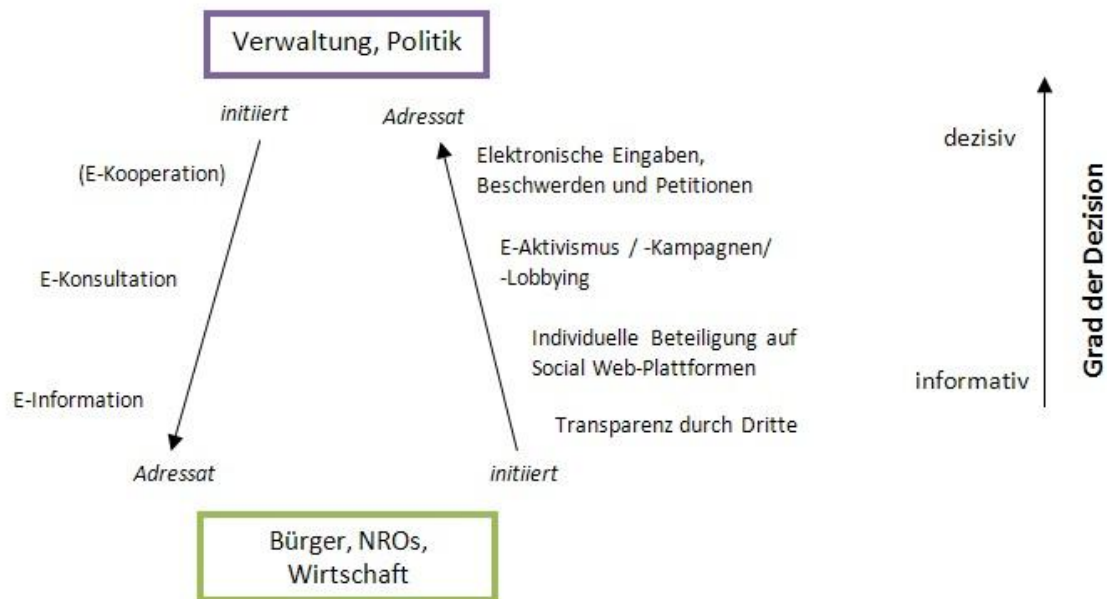 Verwaltung, Politik
initiiert
Adressat
(E-Kooperation)
Elektronische Eingaben,
Beschwerden und Petitionen
E-Konsultation
E-Aktivismus / -Kampagnen/
-Lobbying
Individuelle Beteiligung auf
Social Web-Plattformen
E-Information
Transparenz durch Dritte
Adressat
initiiert
Bürger, NROs,
Wirtschaft
dezisiv
informativ
Grad der Dezision